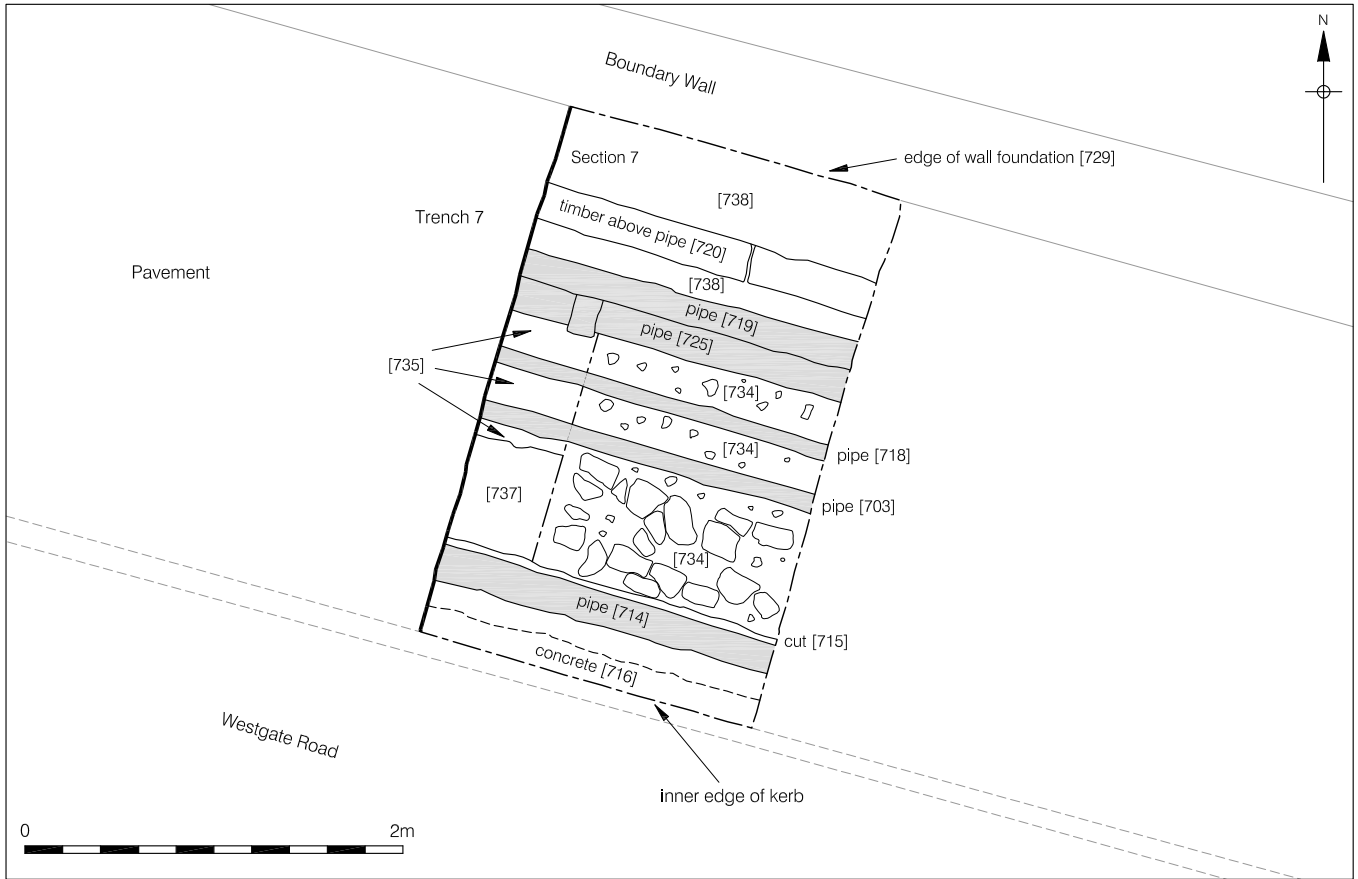 N
Boundary Wall
Section 7
edge of wall foundation [729]
[738]
Trench 7
timber above pipe [720]
Pavement
[738]
pipe [719]
pipe [725]
[735]
[734]
[734]
pipe [718]
[737]
pipe [703]
[734]
pipe [714]
cut [715]
concrete [716]
Westgate Road
inner edge of kerb
0 2m